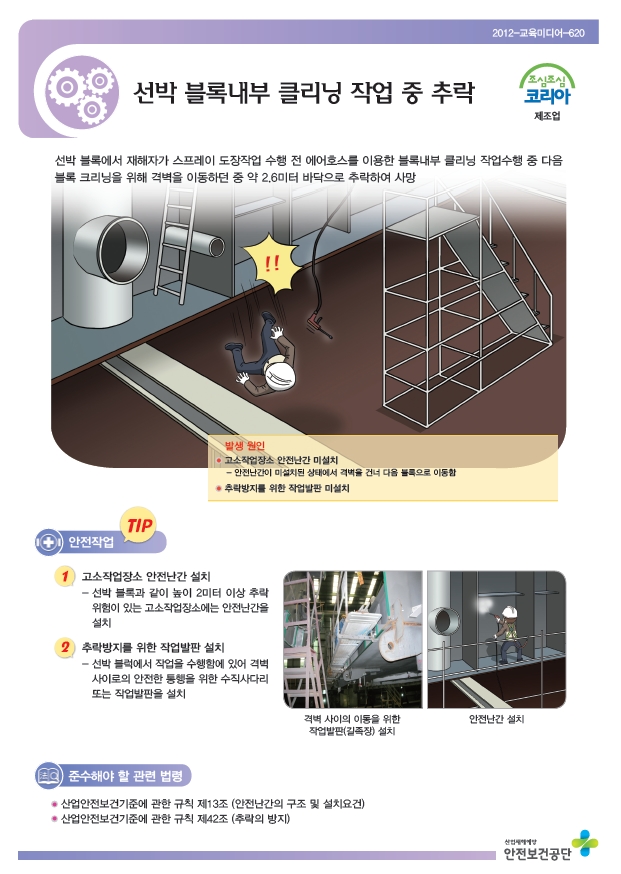 2012-교육미디어-620
선박 블록내부 클리닝 작업 중 추락
조심조심
코리아
제조업
선박 블록에서 재해자가 스프레이 도장작업 수행 전 에어호스를 이용한 블록내부 클리닝 작업수행 중 다음
블록 크리닝을 위해 격벽을 이동하던 중 약 2.6미터 바닥으로 추락하여 사망
!!
발생 원인
고소작업장소 안전난간 미설치
- 안전난간이 미설치된 상태에서 격벽을 건너 다음 블록으로 이동함
추락방지를 위한 작업발판 미설치
안전작업 TIP
1 고소작업장소 안전난간 설치
- 선박 블록과 같이 높이 2미터 이상 추락
위험이 있는 고소작업장소에는 안전난간을
설치
2 추락방지를 위한 작업발판 설치
- 선박 블럭에서 작업을 수행함에 있어 격벽
사이로의 안전한 통행을 위한 수직사다리
또는 작업발판을 설치
격벽 사이의 이동을 위한
작업발판(길족장) 설치
안전난간 설치
준수해야 할 관련 법령
산업안전보건기준에 관한 규칙 제13조 (안전난간의 구조 및 설치요건)
산업안전보건기준에 관한 규칙 제42조 (추락의 방지)
산업재해예방
안전보건공단